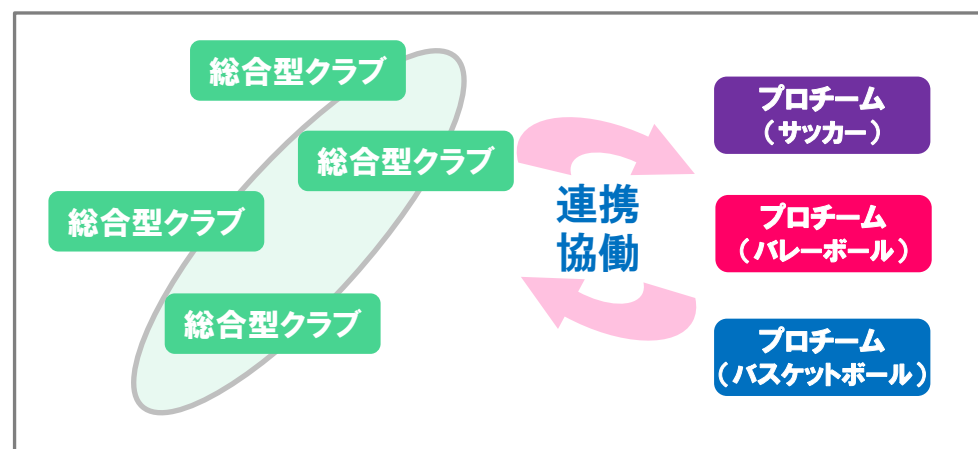 総合型クラブ
総合型クラブ
総合型クラブ
総合型クラブ
連携
協働
プロチーム
（サッカー）
プロチーム
（バレーボール）
プロチーム
（バスケットボール）